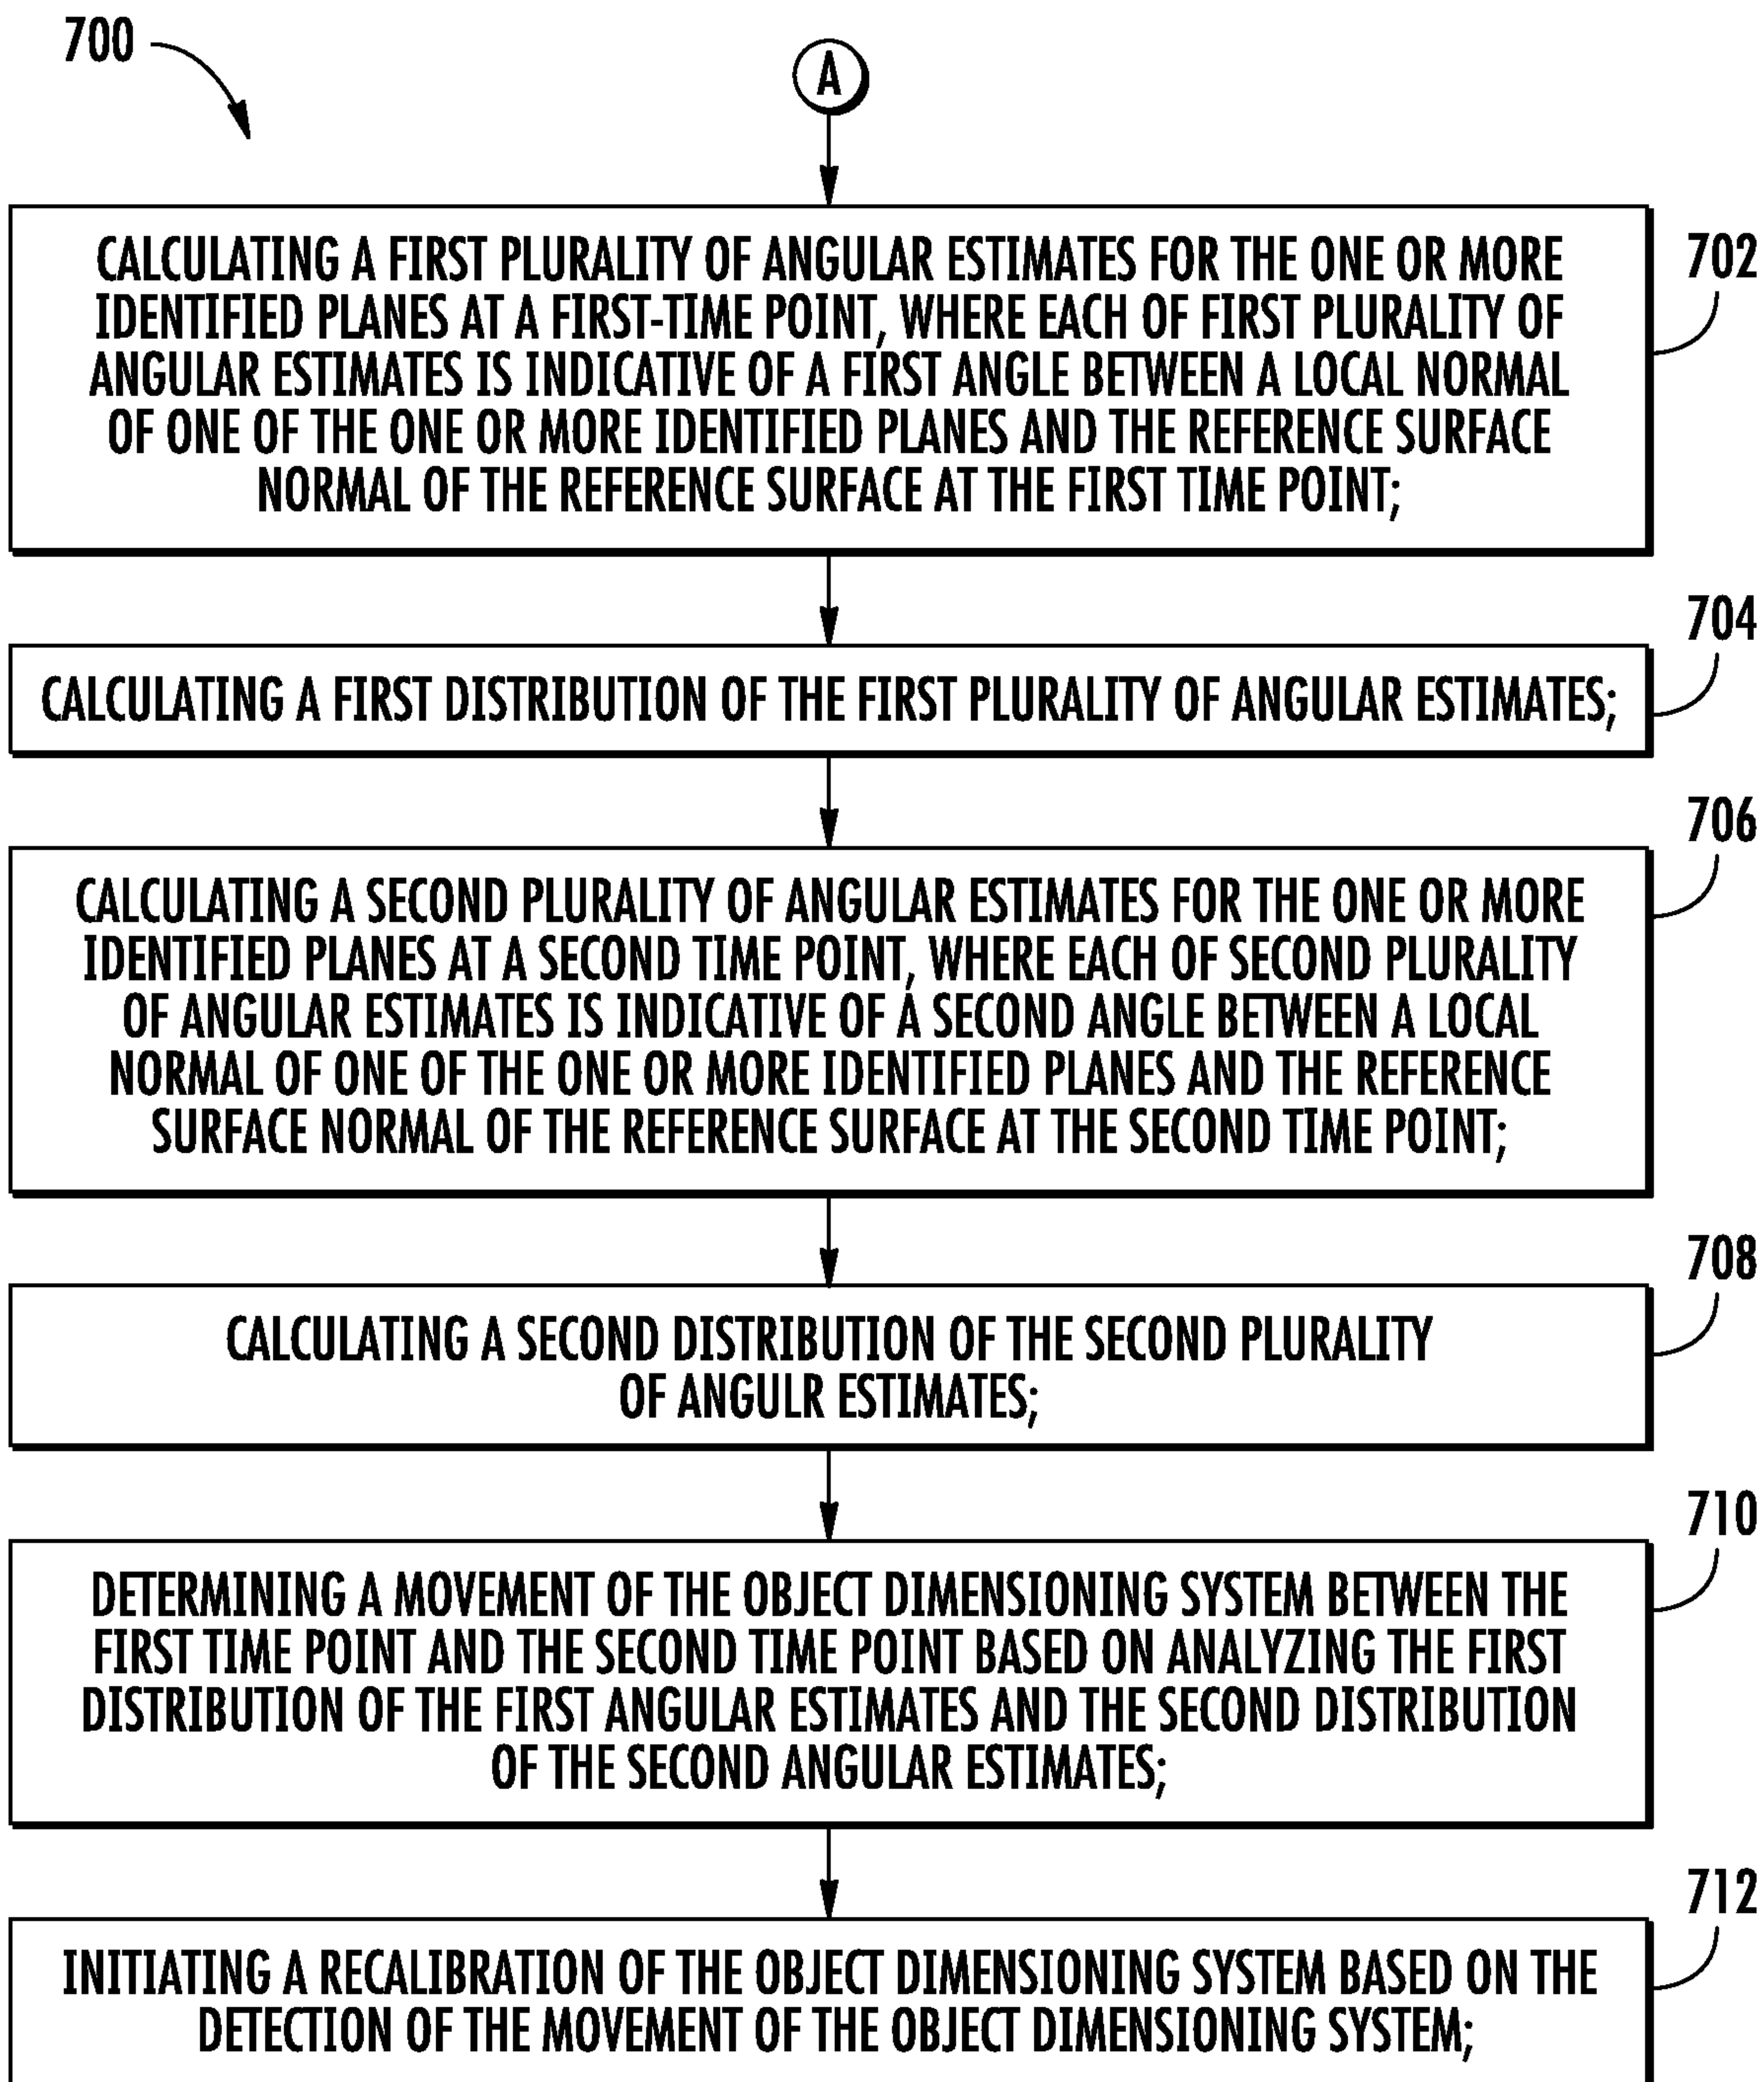 700
A
CALCULATING A FIRST PLURALITY OF ANGULAR ESTIMATES FOR THE ONE OR MORE
IDENTIFIED PLANES AT A FIRST-TIME POINT, WHERE EACH OF FIRST PLURALITY OF
ANGULAR ESTIMATES IS INDICATIVE OF A FIRST ANGLE BETWEEN A LOCAL NORMAL
OF ONE OF THE ONE OR MORE IDENTIFIED PLANES AND THE REFERENCE SURFACE
NORMAL OF THE REFERENCE SURFACE AT THE FIRST TIME POINT;
702
704
CALCULATING A FIRST DISTRIBUTION OF THE FIRST PLURALITY OF ANGULAR ESTIMATES;
706
CALCULATING A SECOND PLURALITY OF ANGULAR ESTIMATES FOR THE ONE OR MORE
IDENTIFIED PLANES AT A SECOND TIME POINT, WHERE EACH OF SECOND PLURALITY
OF ANGULAR ESTIMATES IS INDICATIVE OF A SECOND ANGLE BETWEEN A LOCAL
NORMAL OF ONE OF THE ONE OR MORE IDENTIFIED PLANES AND THE REFERENCE
SURFACE NORMAL OF THE REFERENCE SURFACE AT THE SECOND TIME POINT;
708
CALCULATING A SECOND DISTRIBUTION OF THE SECOND PLURALITY
OF ANGULR ESTIMATES;
710
DETERMINING A MOVEMENT OF THE OBJECT DIMENSIONING SYSTEM BETWEEN THE
FIRST TIME POINT AND THE SECOND TIME POINT BASED ON ANALYZING THE FIRST
DISTRIBUTION OF THE FIRST ANGULAR ESTIMATES AND THE SECOND DISTRIBUTION
OF THE SECOND ANGULAR ESTIMATES;
712
INITIATING A RECALIBRATION OF THE OBJECT DIMENSIONING SYSTEM BASED ON THE
DETECTION OF THE MOVEMENT OF THE OBJECT DIMENSIONING SYSTEM;